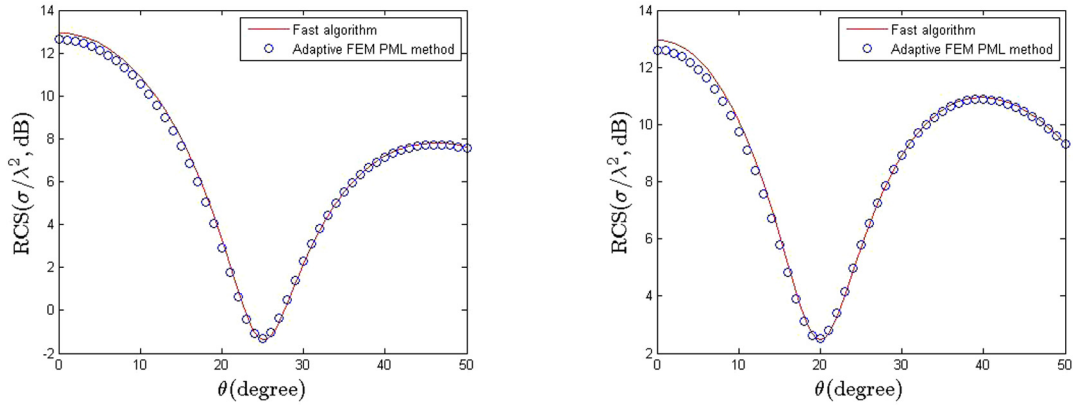 14
12
10
8
6
4
2
0
-2
RCS(σ/λ², dB)
Fast algorithm
Adaptive FEM PML method
0 10 20 30 40 50
θ(degree)
14
12
10
8
6
4
2
RCS(σ/λ², dB)
Fast algorithm
Adaptive FEM PML method
0 10 20 30 40 50
θ(degree)